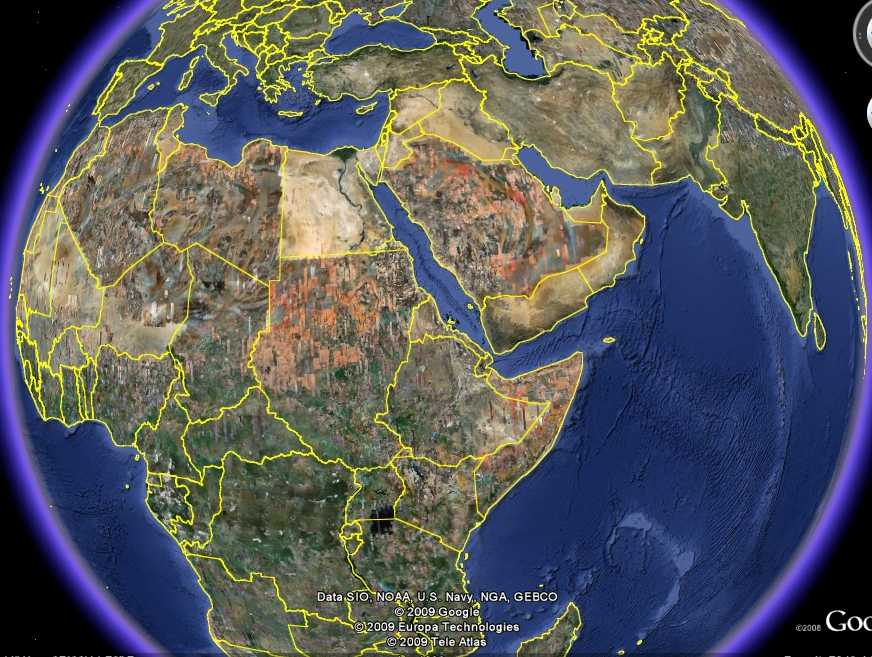 Data SIO, NOAA, U.S. Navy, NGA, GEBCO
© 2009 Google
© 2009 Europa Technologies
© 2009 Tele Atlas
©2008 Goo